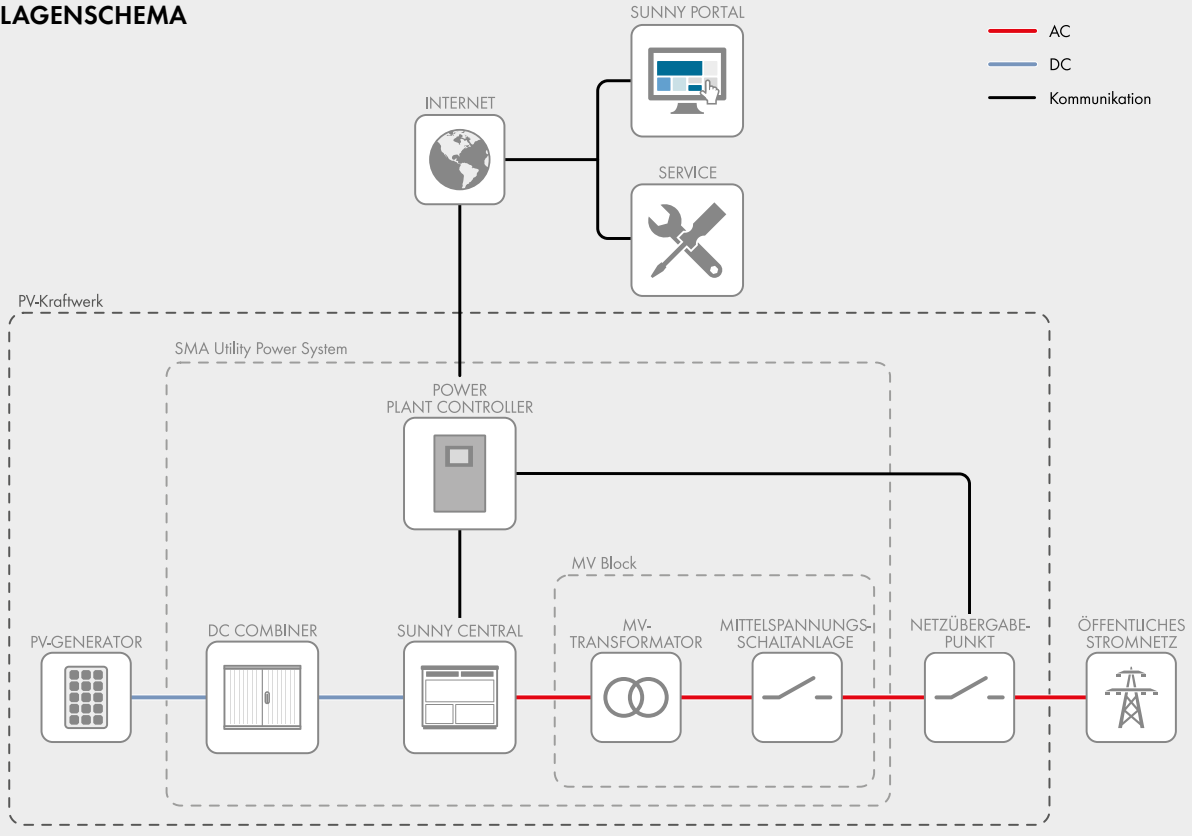 LAGENSCHEMA
SUNNY PORTAL
AC
DC
Kommunikation
INTERNET
SERVICE
PV-Kraftwerk
SMA Utility Power System
POWER
PLANT CONTROLLER
MV Block
PV-GENERATOR
DC COMBINER
SUNNY CENTRAL
MV-
TRANSFORMATOR
MITTELSPANNUNGS-
SCHALTANLAGE
NETZÜBERGABE-
PUNKT
ÖFFENTLICHES
STROMNETZ